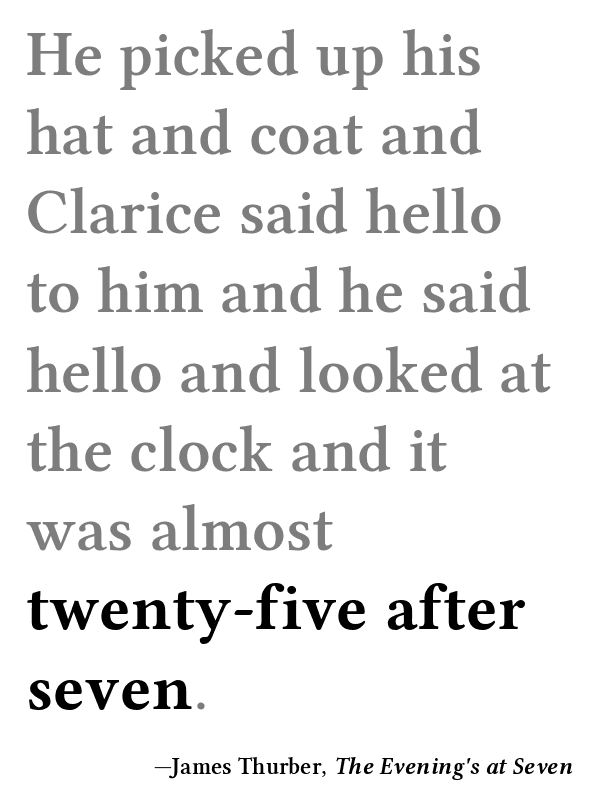 He picked up his
hat and coat and
Clarice said hello
to him and he said
hello and looked at
the clock and it
was almost
twenty-five after
seven.
—James Thurber, The Evening's at Seven